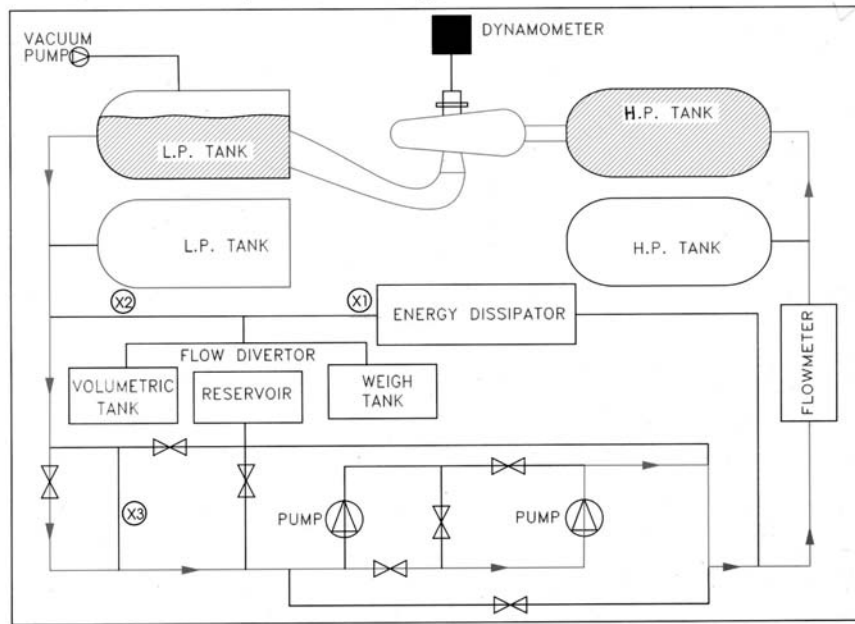 VACUUM
PUMP
DYNAMOMETER
L.P. TANK
H.P. TANK
L.P. TANK
H.P. TANK
X2
X1
ENERGY DISSIPATOR
FLOW DIVERTOR
VOLUMETRIC
TANK
RESERVOIR
WEIGH
TANK
FLOWMETER
X3
PUMP
PUMP